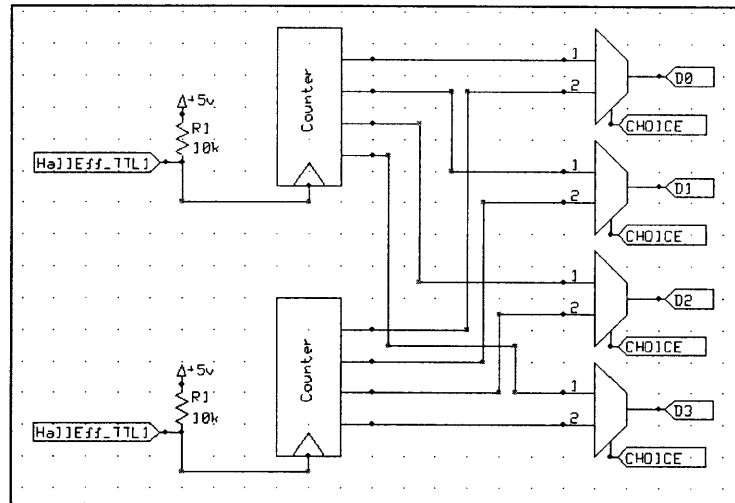 Counter
1
2
D0
CHOICE
+5v
R1
10k
HallEff_TTL1
1
2
D1
CHOICE
1
2
D2
CHOICE
Counter
+5v
R1
10k
HallEff_TTL1
1
2
D3
CHOICE